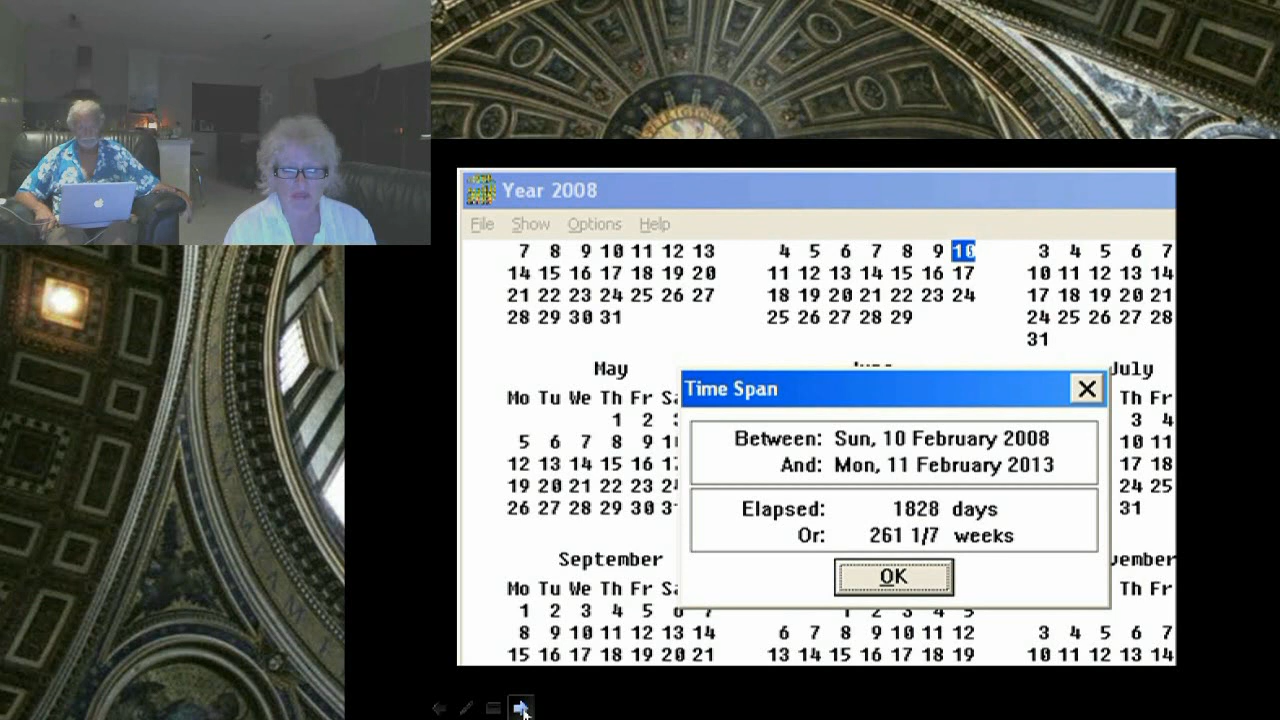 Year 2008
File Show Options Help
7 8 9 10 11 12 13 4 5 6 7 8 9 10 3 4 5 6 7
14 15 16 17 18 19 20 11 12 13 14 15 16 17 10 11 12 13 14
21 22 23 24 25 26 27 18 19 20 21 22 23 24 17 18 19 20 21
28 29 30 31 25 26 27 28 29 24 25 26 27 28
31
May July
Mo Tu We Th Fr Th Fr
1 2 3 4
5 6 7 8 9 10 11
12 13 14 15 16 17 18
19 20 21 22 23 24 25
26 27 28 29 30 31
Time Span
Between: Sun, 10 February 2008
And: Mon, 11 February 2013
Elapsed: 1828 days
Or: 261 1/7 weeks
OK
September
Mo Tu We Th Fr Th Fr
1 2 3 4 5 6 7 1 2 3 4 5
8 9 10 11 12 13 14 6 7 8 9 10 11 12 3 4 5 6 7
15 16 17 18 19 20 21 13 14 15 16 17 18 19 10 11 12 13 14